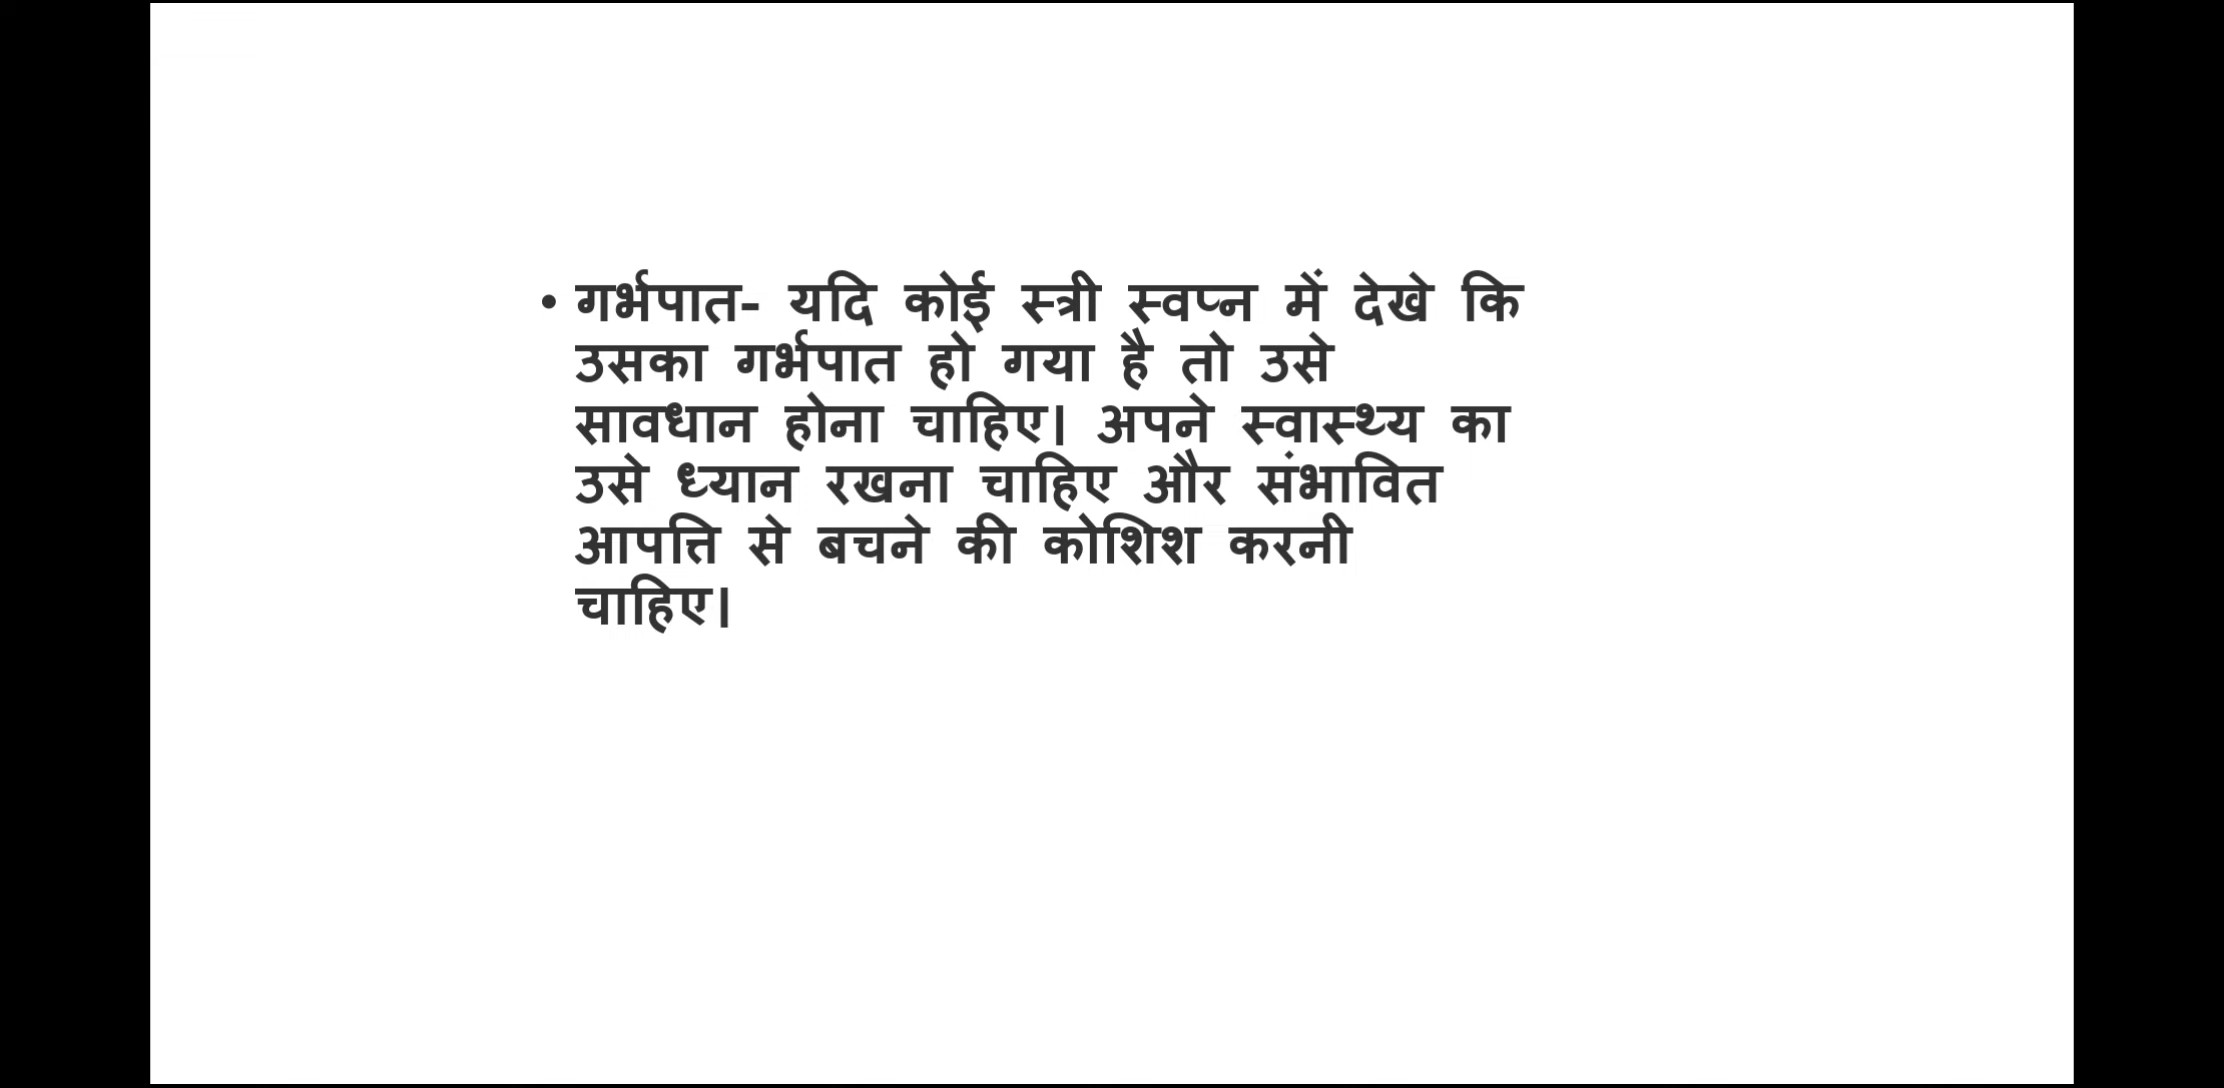 • गर्भपात- यदि कोई स्त्री स्वप्न में देखे कि
उसका गर्भपात हो गया है तो उसे
सावधान होना चाहिए। अपने स्वास्थ्य का
उसे ध्यान रखना चाहिए और संभावित
आपत्ति से बचने की कोशिश करनी
चाहिए।